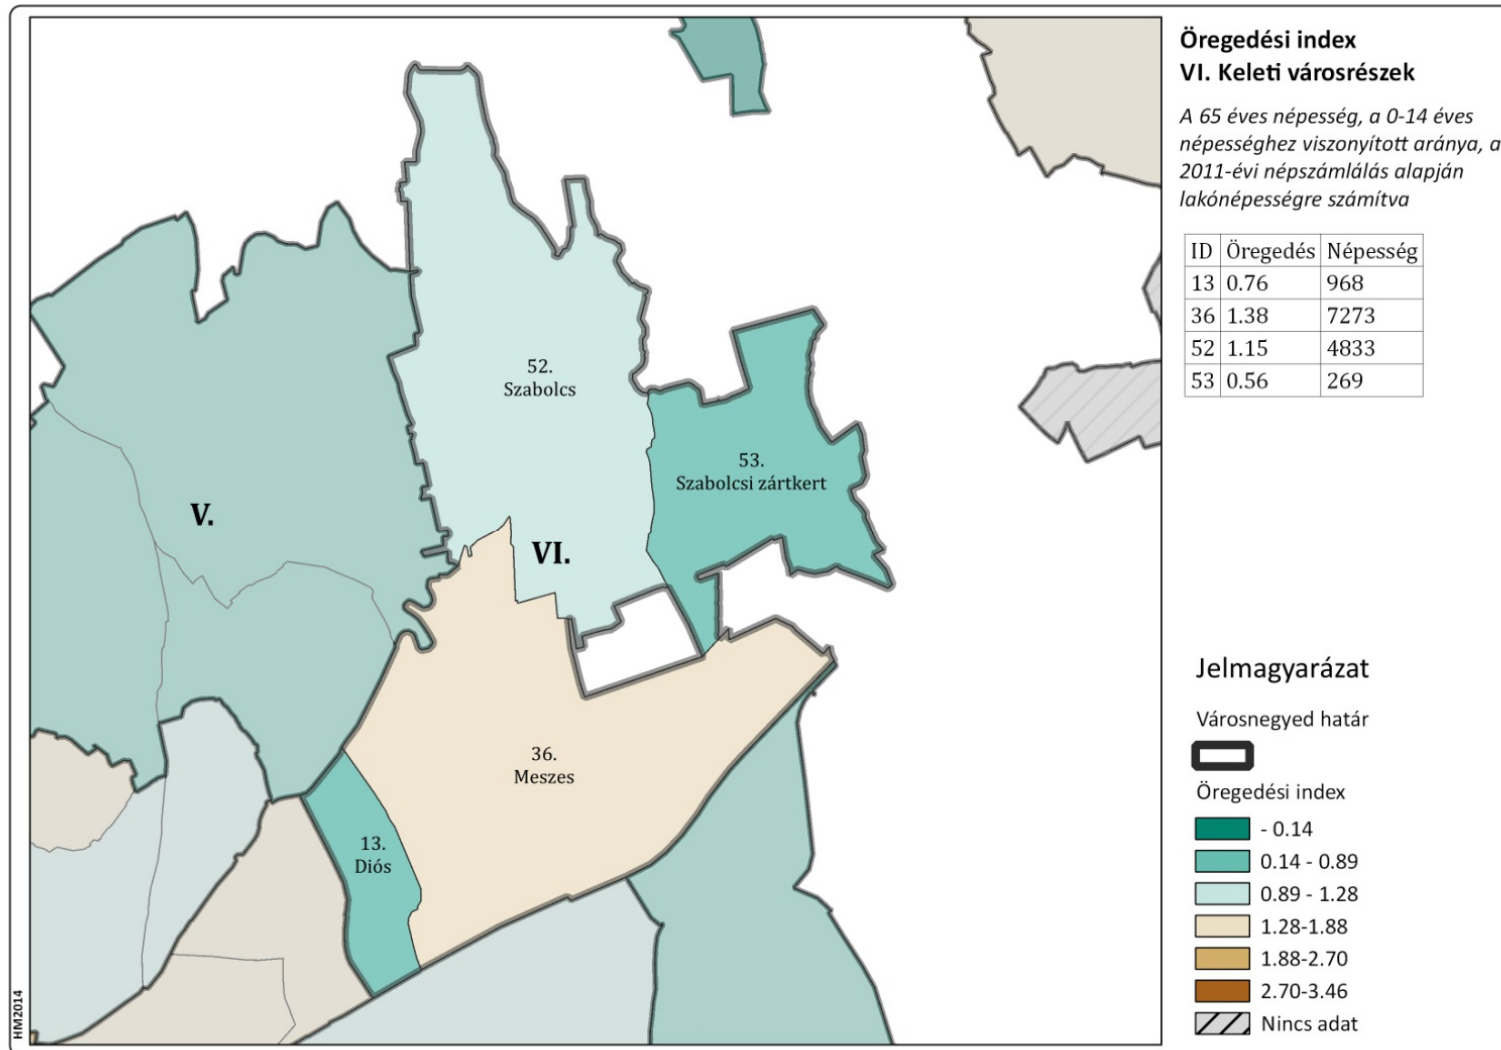 Öregedési index
VI. Keleti városrészek
A 65 éves népesség, a 0-14 éves
népességhez viszonyított aránya, a
2011-évi népszámlálás alapján
lakónépességre számítva
ID Öregedés Népesség
13 0.76 968
36 1.38 7273
52 1.15 4833
53 0.56 269
52.
Szabolcs
53.
Szabolcsi zártkert
V.
VI.
36.
Meszes
13.
Diós
Jelmagyarázat
Városnegyed határ
Öregedési index
- 0.14
0.14 - 0.89
0.89 - 1.28
1.28-1.88
1.88-2.70
2.70-3.46
Nincs adat
HM2014